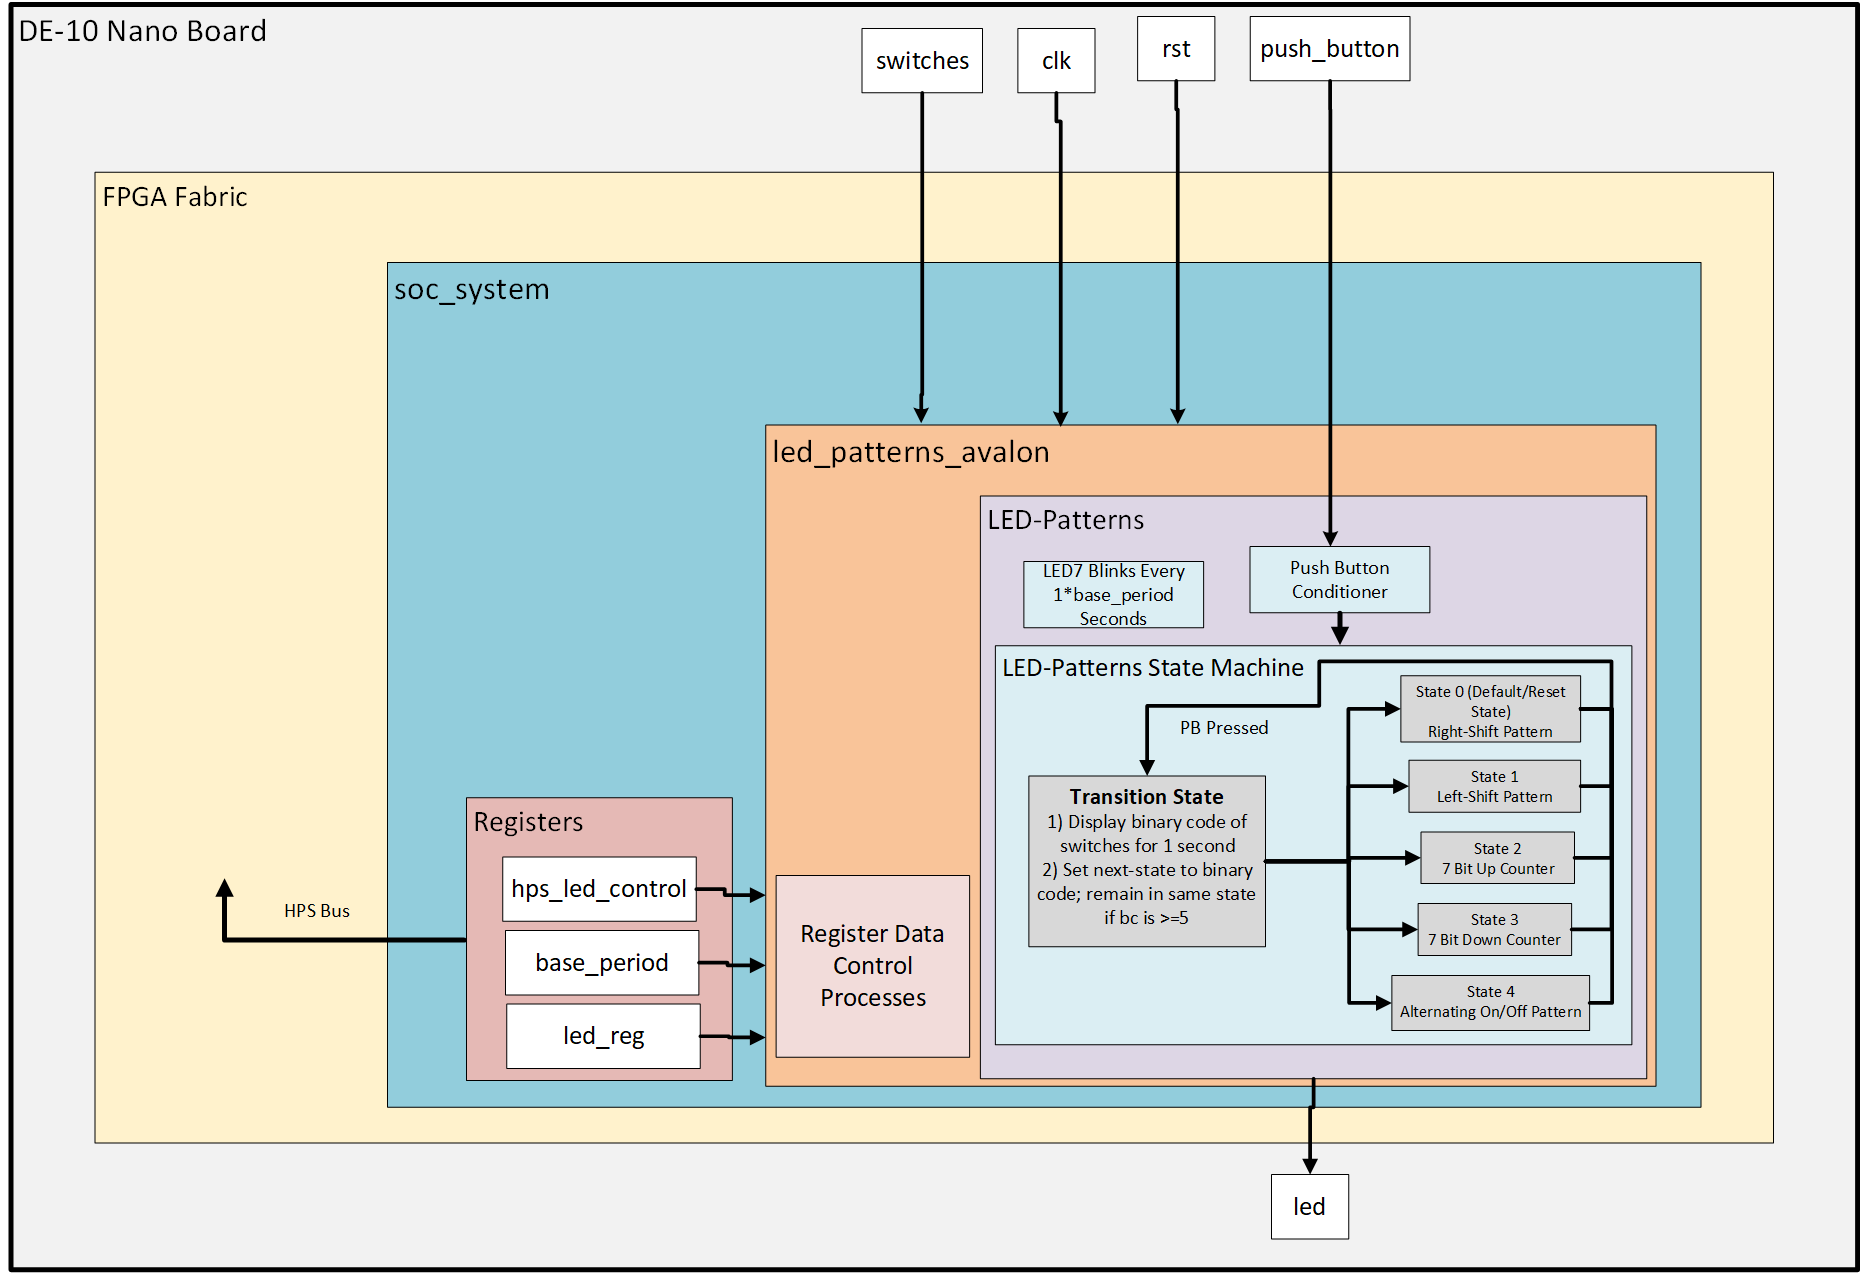 DE-10 Nano Board
switches
clk
rst
push_button
FPGA Fabric
soc_system
led_patterns_avalon
LED-Patterns
LED7 Blinks Every
1*base_period
Seconds
Push Button
Conditioner
LED-Patterns State Machine
PB Pressed
State 0 (Default/Reset
State)
Right-Shift Pattern
State 1
Left-Shift Pattern
Transition State
1) Display binary code of
switches for 1 second
2) Set next-state to binary
code; remain in same state
if bc is >=5
State 2
7 Bit Up Counter
State 3
7 Bit Down Counter
State 4
Alternating On/Off Pattern
Registers
hps_led_control
base_period
led_reg
HPS Bus
Register Data
Control
Processes
led